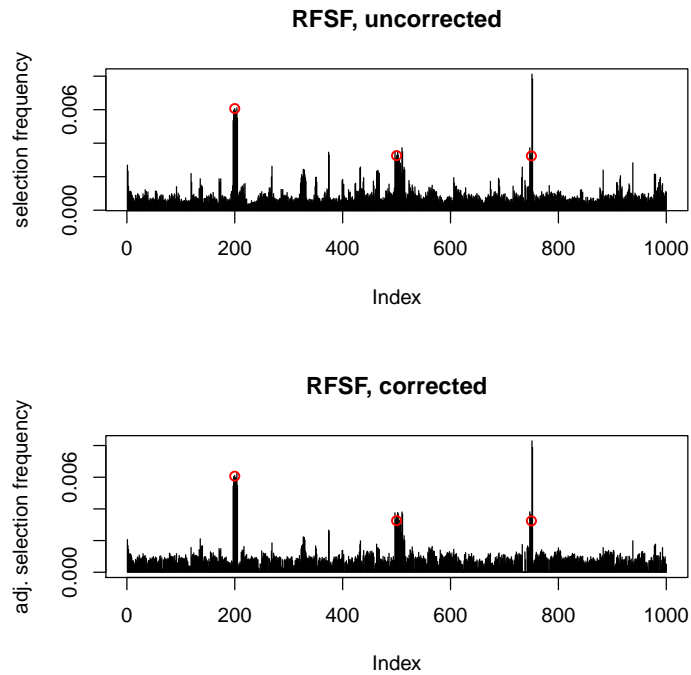 RFSF, uncorrected
selection frequency
0.006
0.000
0 200 400 600 800 1000
Index
RFSF, corrected
adj. selection frequency
0.006
0.000
0 200 400 600 800 1000
Index